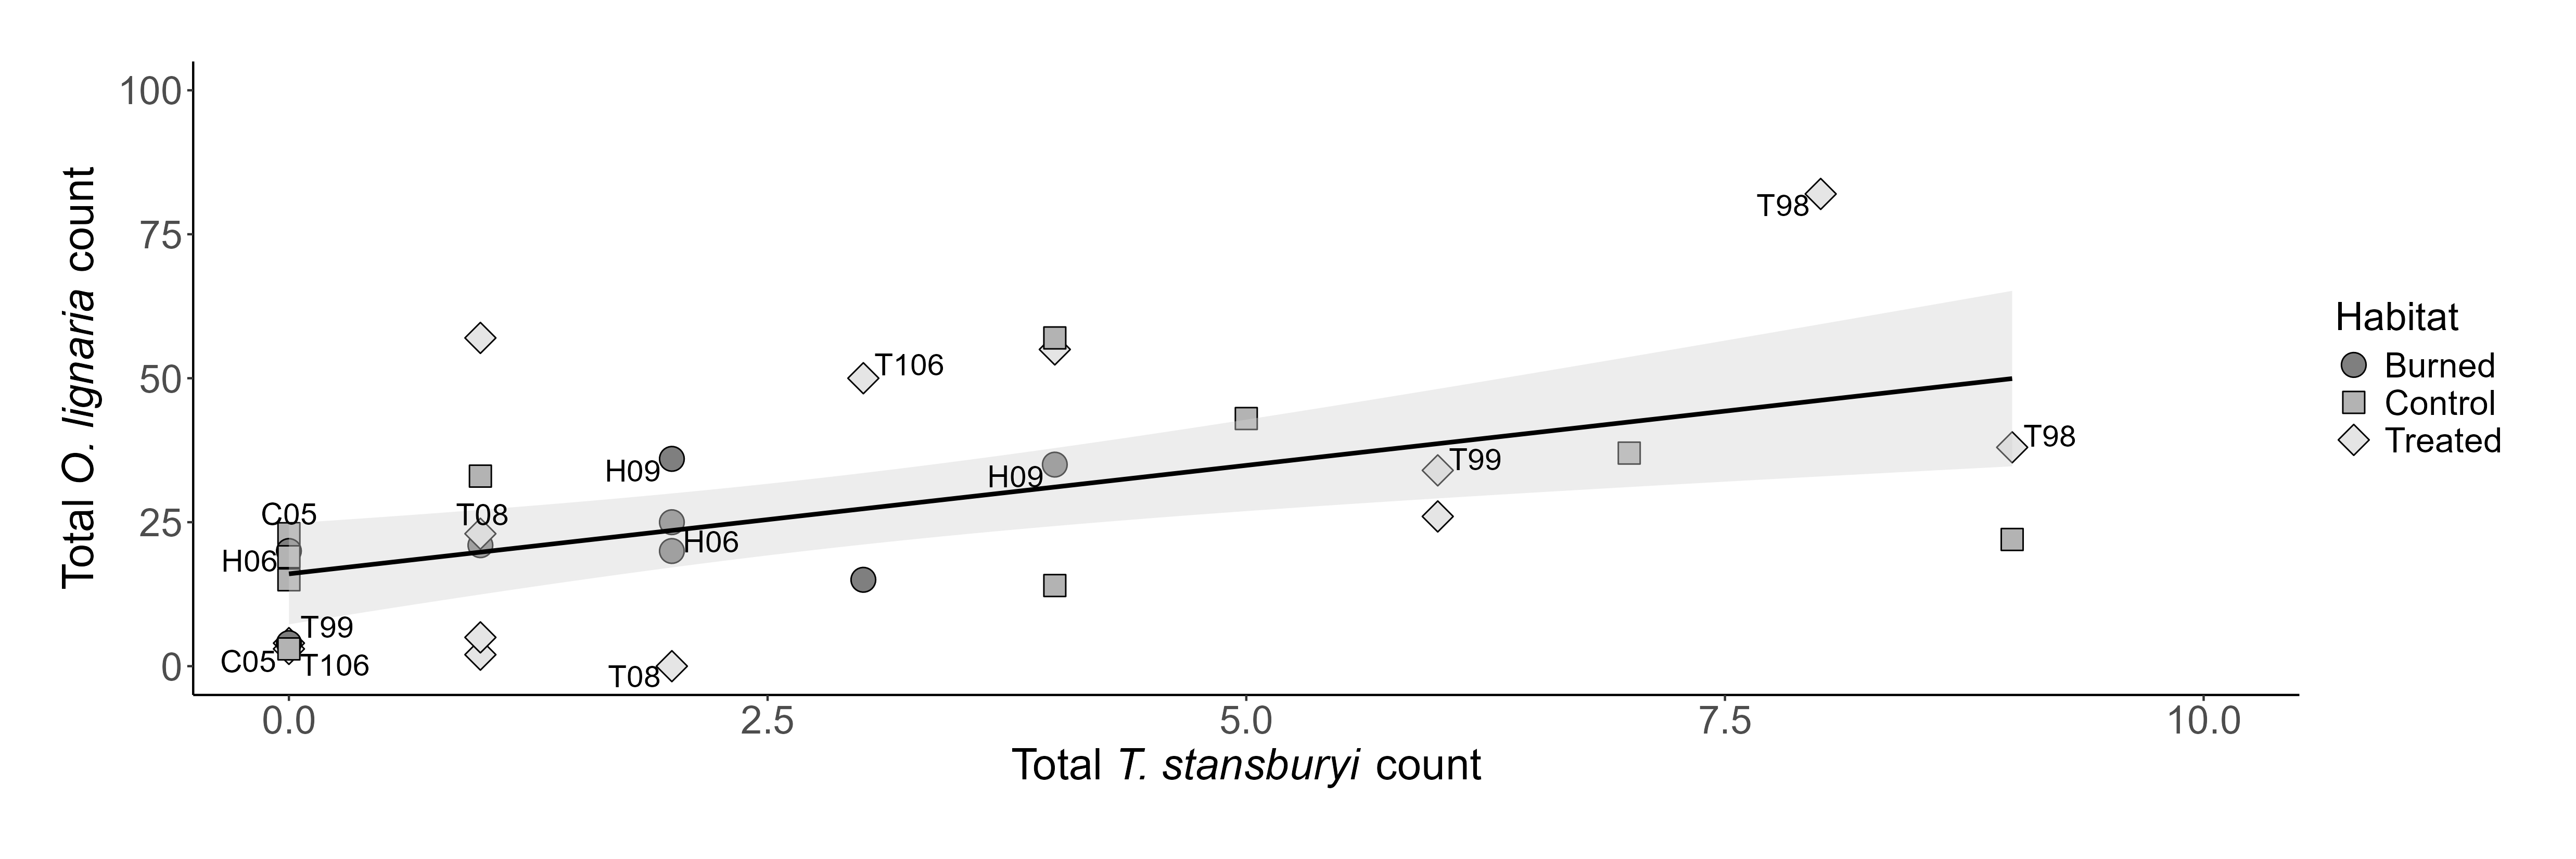 100
75
50
25
0
Total O. lignaria count
T98
T106
H09
H09
T99
T98
C05
T08
H06
H06
T99
C05
T106
T08
0.0
2.5
5.0
7.5
10.0
Total T. stansburyi count
Habitat
Burned
Control
Treated